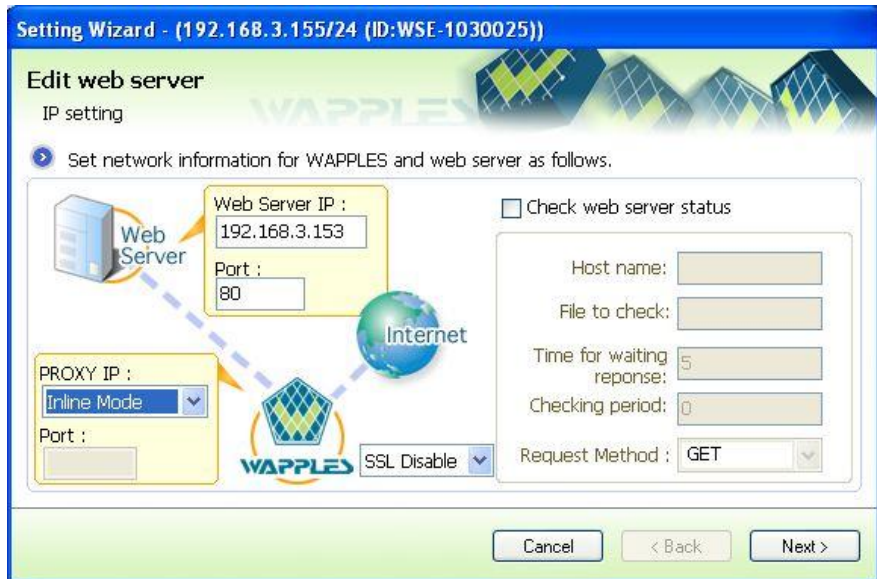 Setting Wizard - (192.168.3.155/24 (ID:WSE-1030025))
Edit web server
IP setting
WAPPLES
Set network information for WAPPLES and web server as follows.
Web Server
Web Server IP :
192.168.3.153
Port :
80
Internet
PROXY IP :
Inline Mode
Port :
WAPPLES
SSL Disable
Check web server status
Host name:
File to check:
Time for waiting
reponse:
5
Checking period:
0
Request Method :
GET
Cancel
< Back
Next >